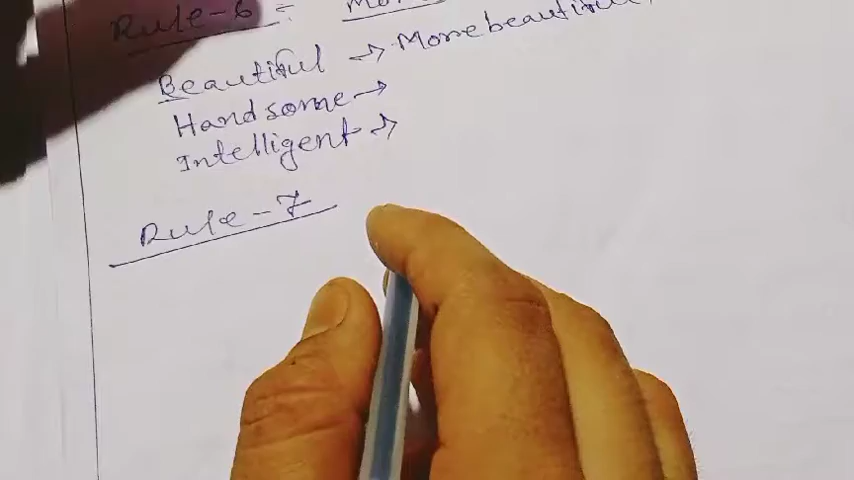 Rule-6 :
Beautiful → More beautiful
Handsome →
Intelligent →
Rule-7